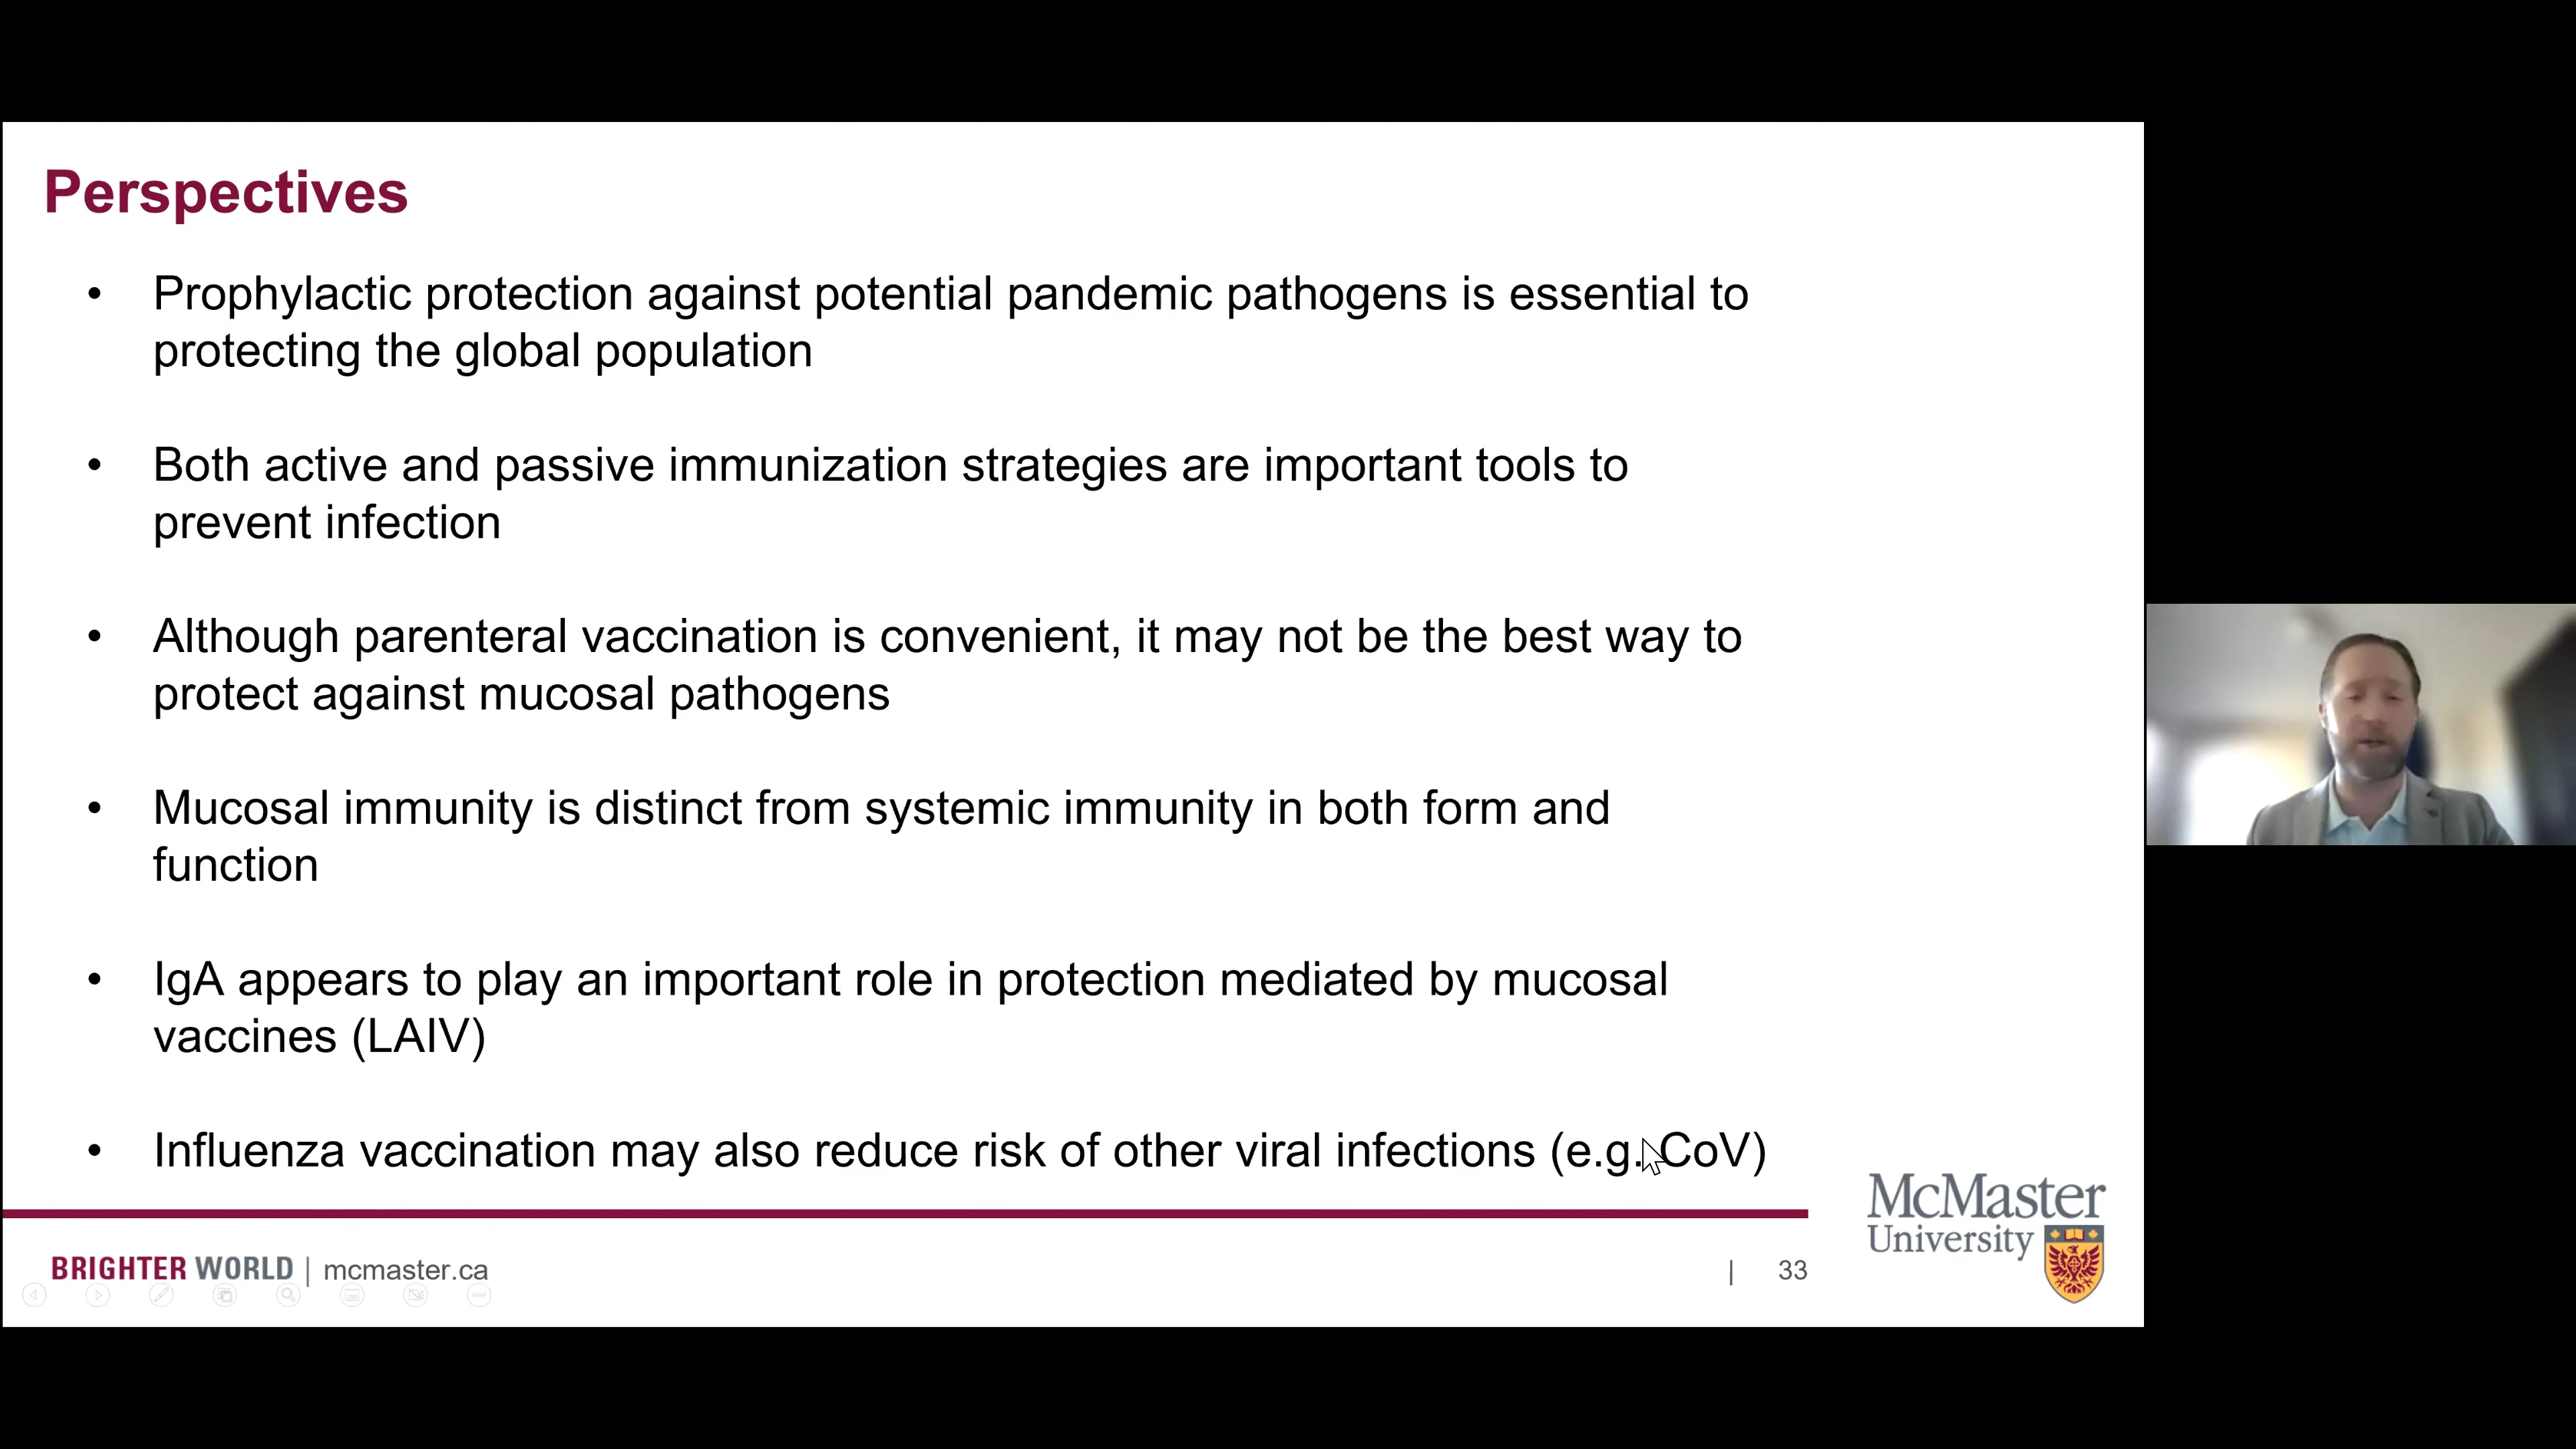 Perspectives
• Prophylactic protection against potential pandemic pathogens is essential to
protecting the global population
• Both active and passive immunization strategies are important tools to
prevent infection
• Although parenteral vaccination is convenient, it may not be the best way to
protect against mucosal pathogens
• Mucosal immunity is distinct from systemic immunity in both form and
function
• IgA appears to play an important role in protection mediated by mucosal
vaccines (LAIV)
• Influenza vaccination may also reduce risk of other viral infections (e.g. CoV)
BRIGHTER WORLD | mcmaster.ca
| 33
McMaster
University